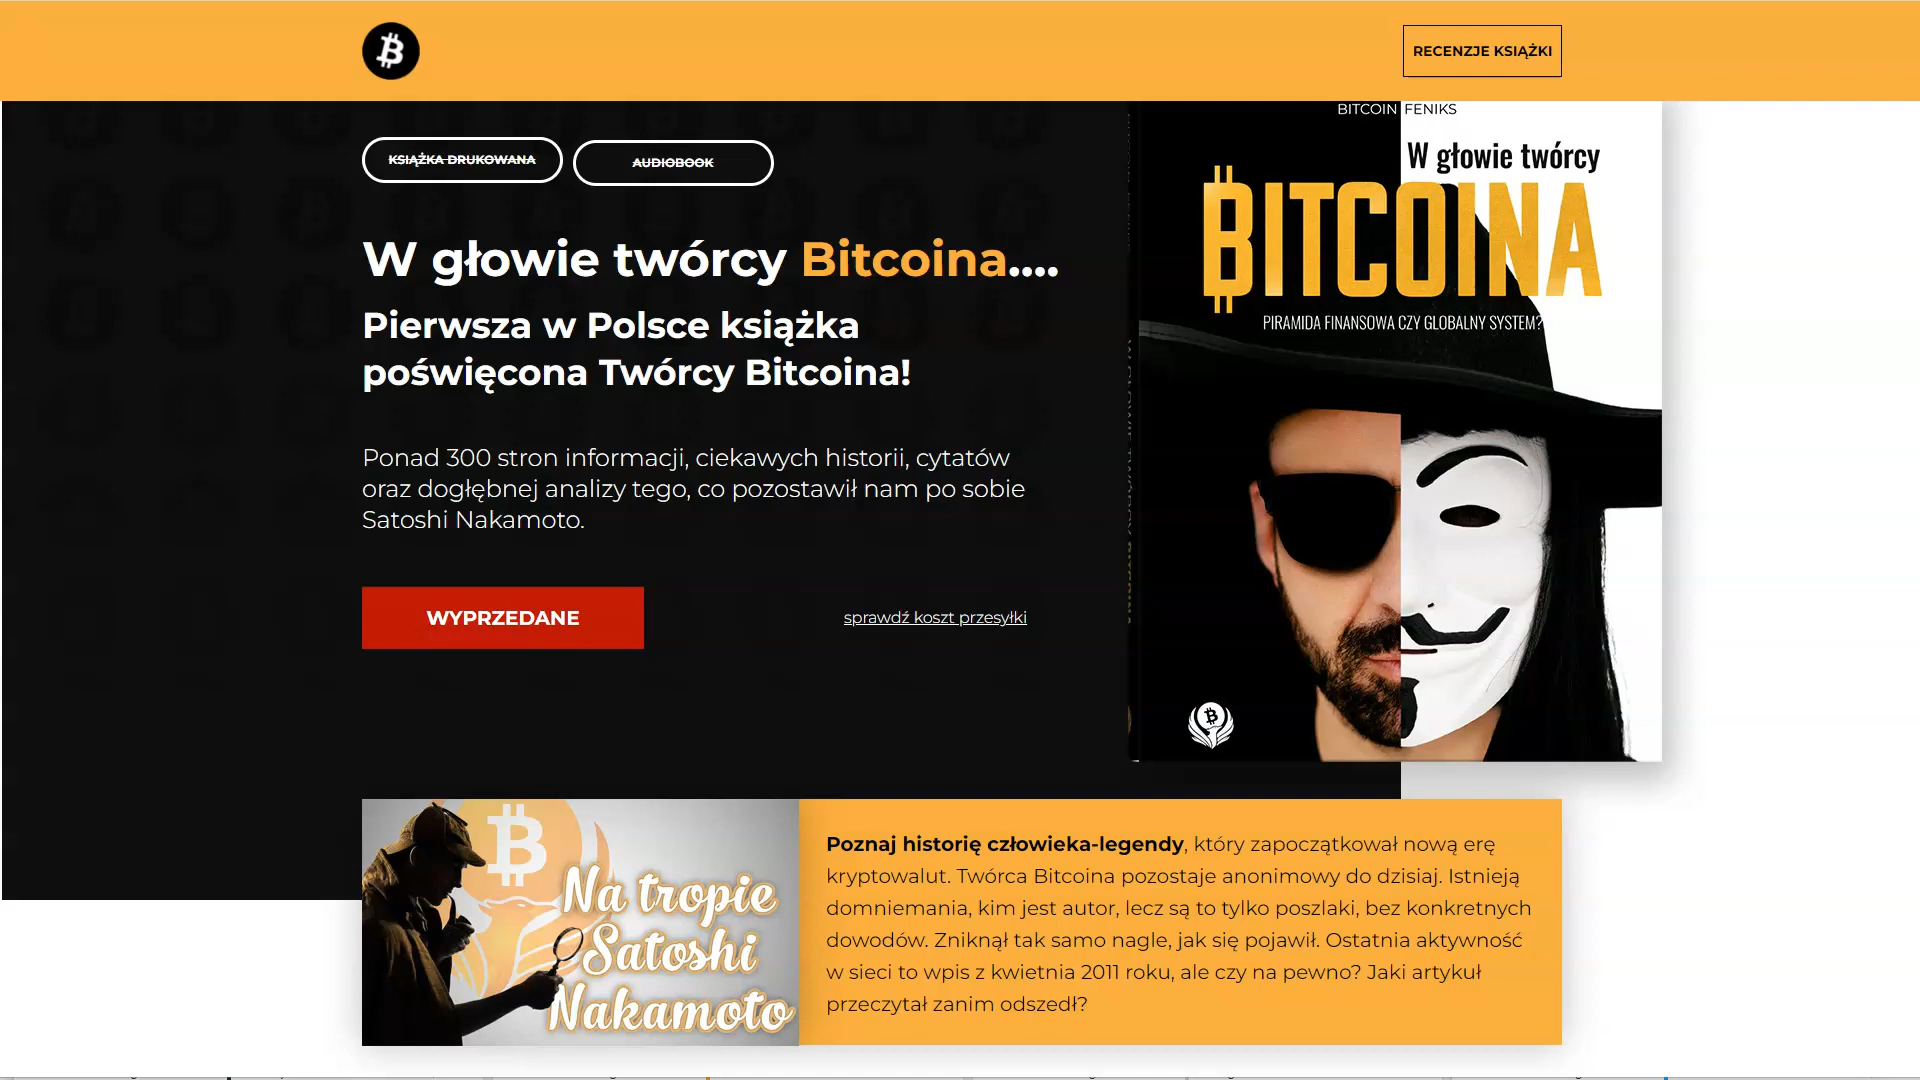 RECENZJE KSIĄŻKI
KSIĄŻKA DRUKOWANA
AUDIOBOOK
W głowie twórcy Bitcoina....
Pierwsza w Polsce książka
poświęcona Twórcy Bitcoina!
Ponad 300 stron informacji, ciekawych historii, cytatów
oraz dogłębnej analizy tego, co pozostawił nam po sobie
Satoshi Nakamoto.
WYPRZEDANE
sprawdź koszt przesyłki
BITCOIN FENIKS
W głowie twórcy
BITCOINA
PIRAMIDA FINANSOWA CZY GLOBALNY SYSTEM?
Na tropie
Satoshi
Nakamoto
Poznaj historię człowieka-legendy, który zapoczątkował nową erę
kryptowalut. Twórca Bitcoina pozostaje anonimowy do dzisiaj. Istnieją
domniemania, kim jest autor, lecz są to tylko poszlaki, bez konkretnych
dowodów. Zniknął tak samo nagle, jak się pojawił. Ostatnia aktywność
w sieci to wpis z kwietnia 2011 roku, ale czy na pewno? Jaki artykuł
przeczytał zanim odszedł?